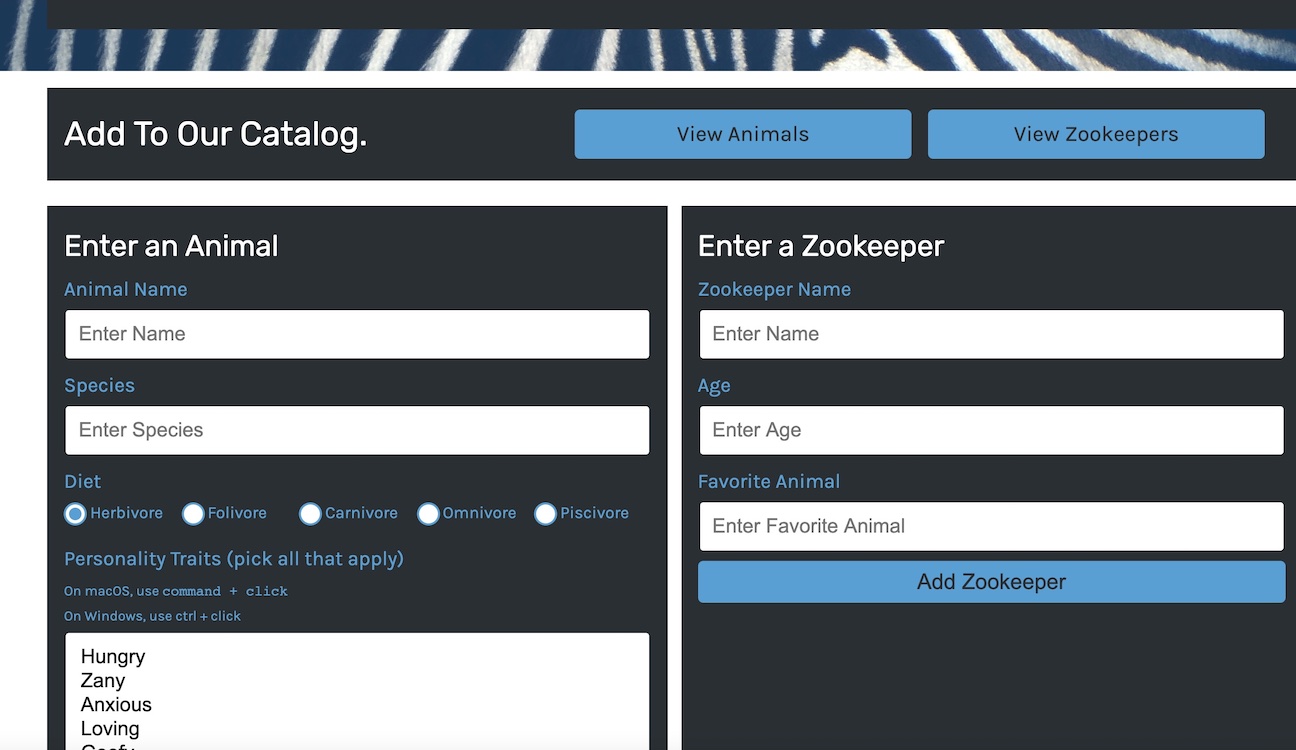 Add To Our Catalog.
View Animals
View Zookeepers
Enter an Animal
Animal Name
Enter Name
Species
Enter Species
Diet
Herbivore Folivore Carnivore Omnivore Piscivore
Personality Traits (pick all that apply)
On macOS, use command + click
On Windows, use ctrl + click
Hungry
Zany
Anxious
Loving
Goofy
Enter a Zookeeper
Zookeeper Name
Enter Name
Age
Enter Age
Favorite Animal
Enter Favorite Animal
Add Zookeeper